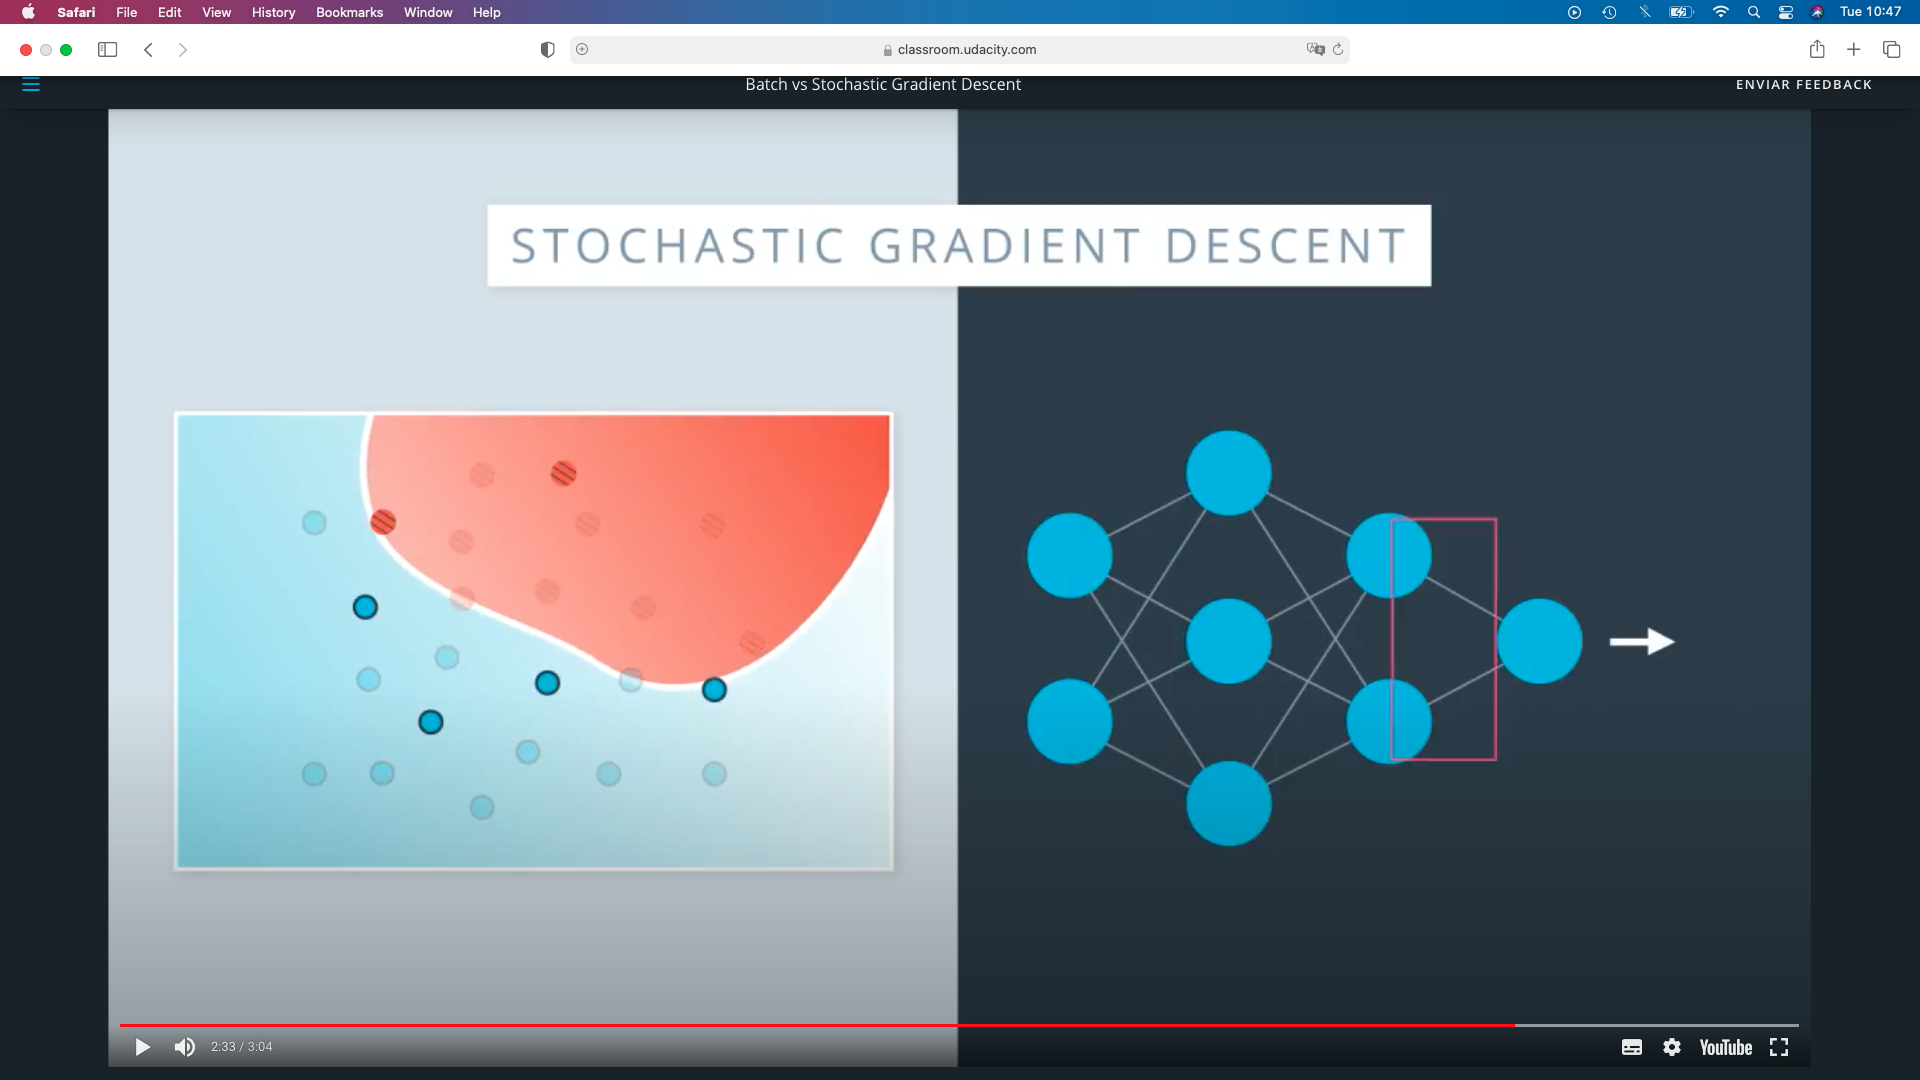 Safari File Edit View History Bookmarks Window Help Tue 10:47
classroom.udacity.com
Batch vs Stochastic Gradient Descent ENVIAR FEEDBACK
STOCHASTIC GRADIENT DESCENT
2:33 / 3:04 YouTube